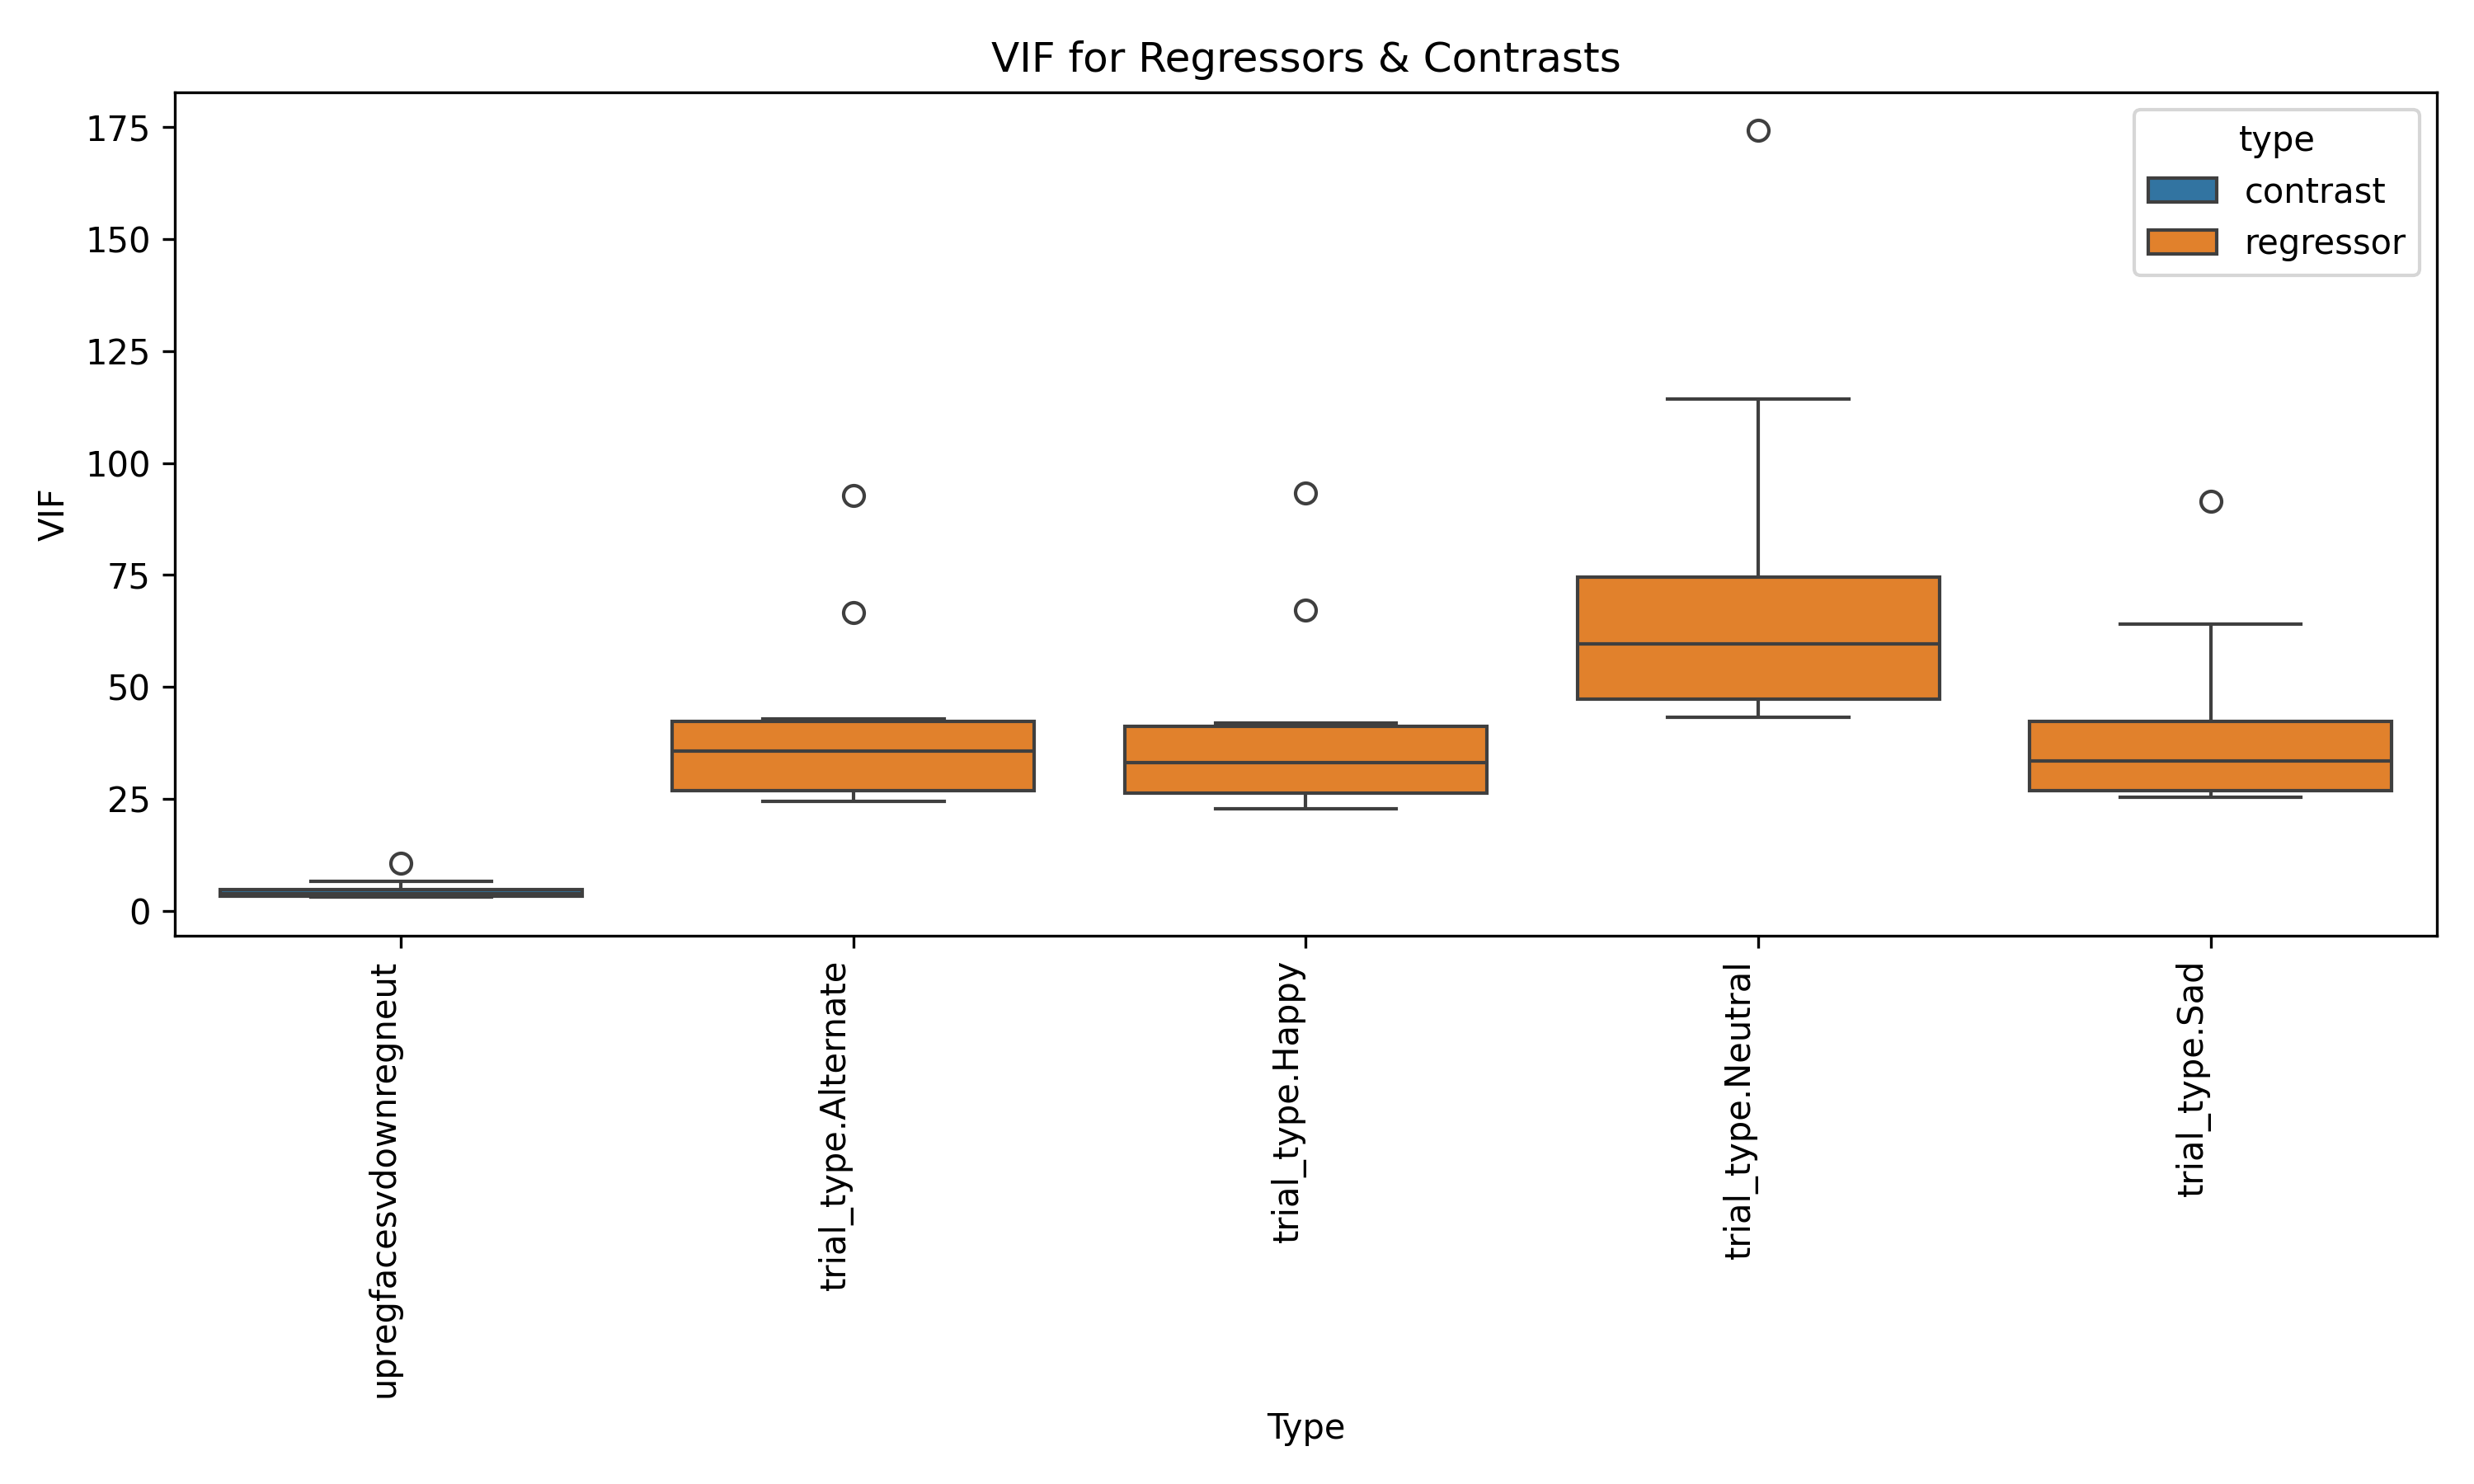 VIF for Regressors & Contrasts
type
contrast
regressor
VIF
175
150
125
100
75
50
25
0
upregfacesvdownregneut
trial_type.Alternate
trial_type.Happy
trial_type.Neutral
trial_type.Sad
Type